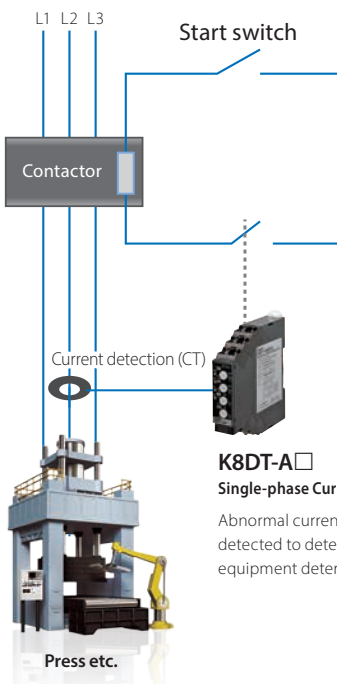 L1 L2 L3
Start switch
Contactor
Current detection (CT)
K8DT-A□
Single-phase Cur
Abnormal curren
detected to dete
equipment deter
Press etc.